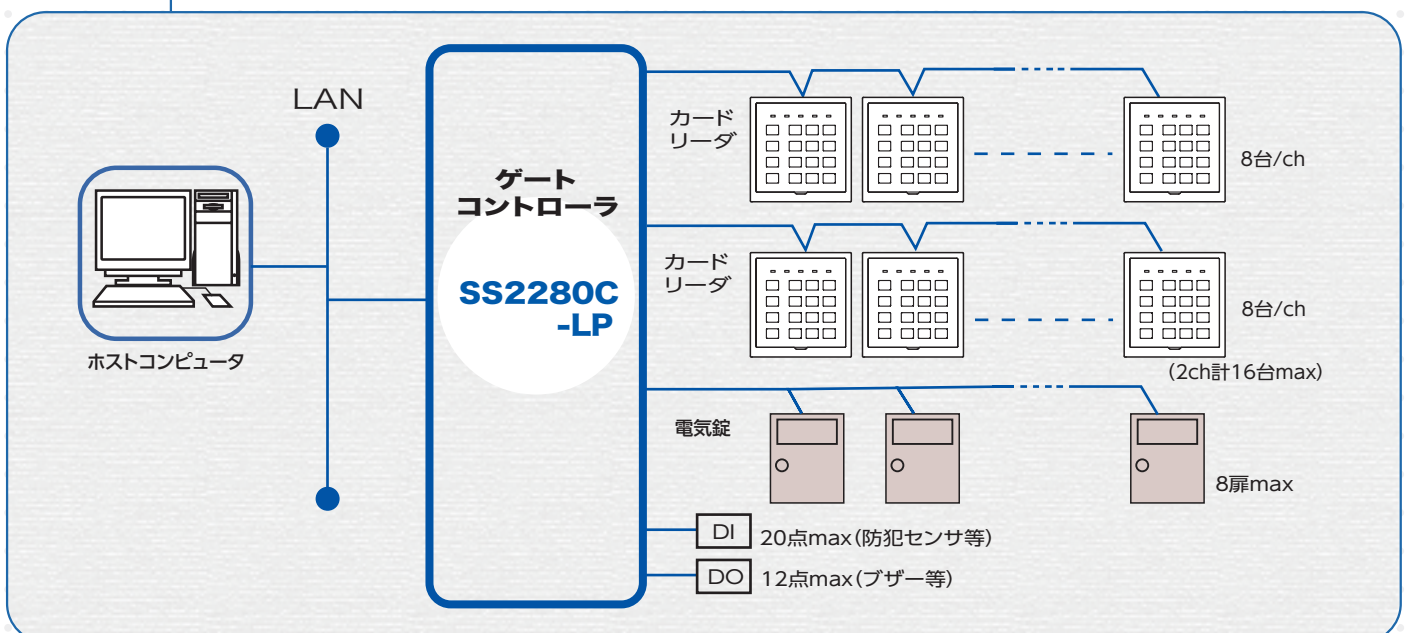 LAN
ホストコンピュータ
ゲート
コントローラ
SS2280C
-LP
カード
リーダ
8台/ch
カード
リーダ
8台/ch
(2ch計16台max)
電気錠
8扉max
DI 20点max(防犯センサ等)
DO 12点max(ブザー等)